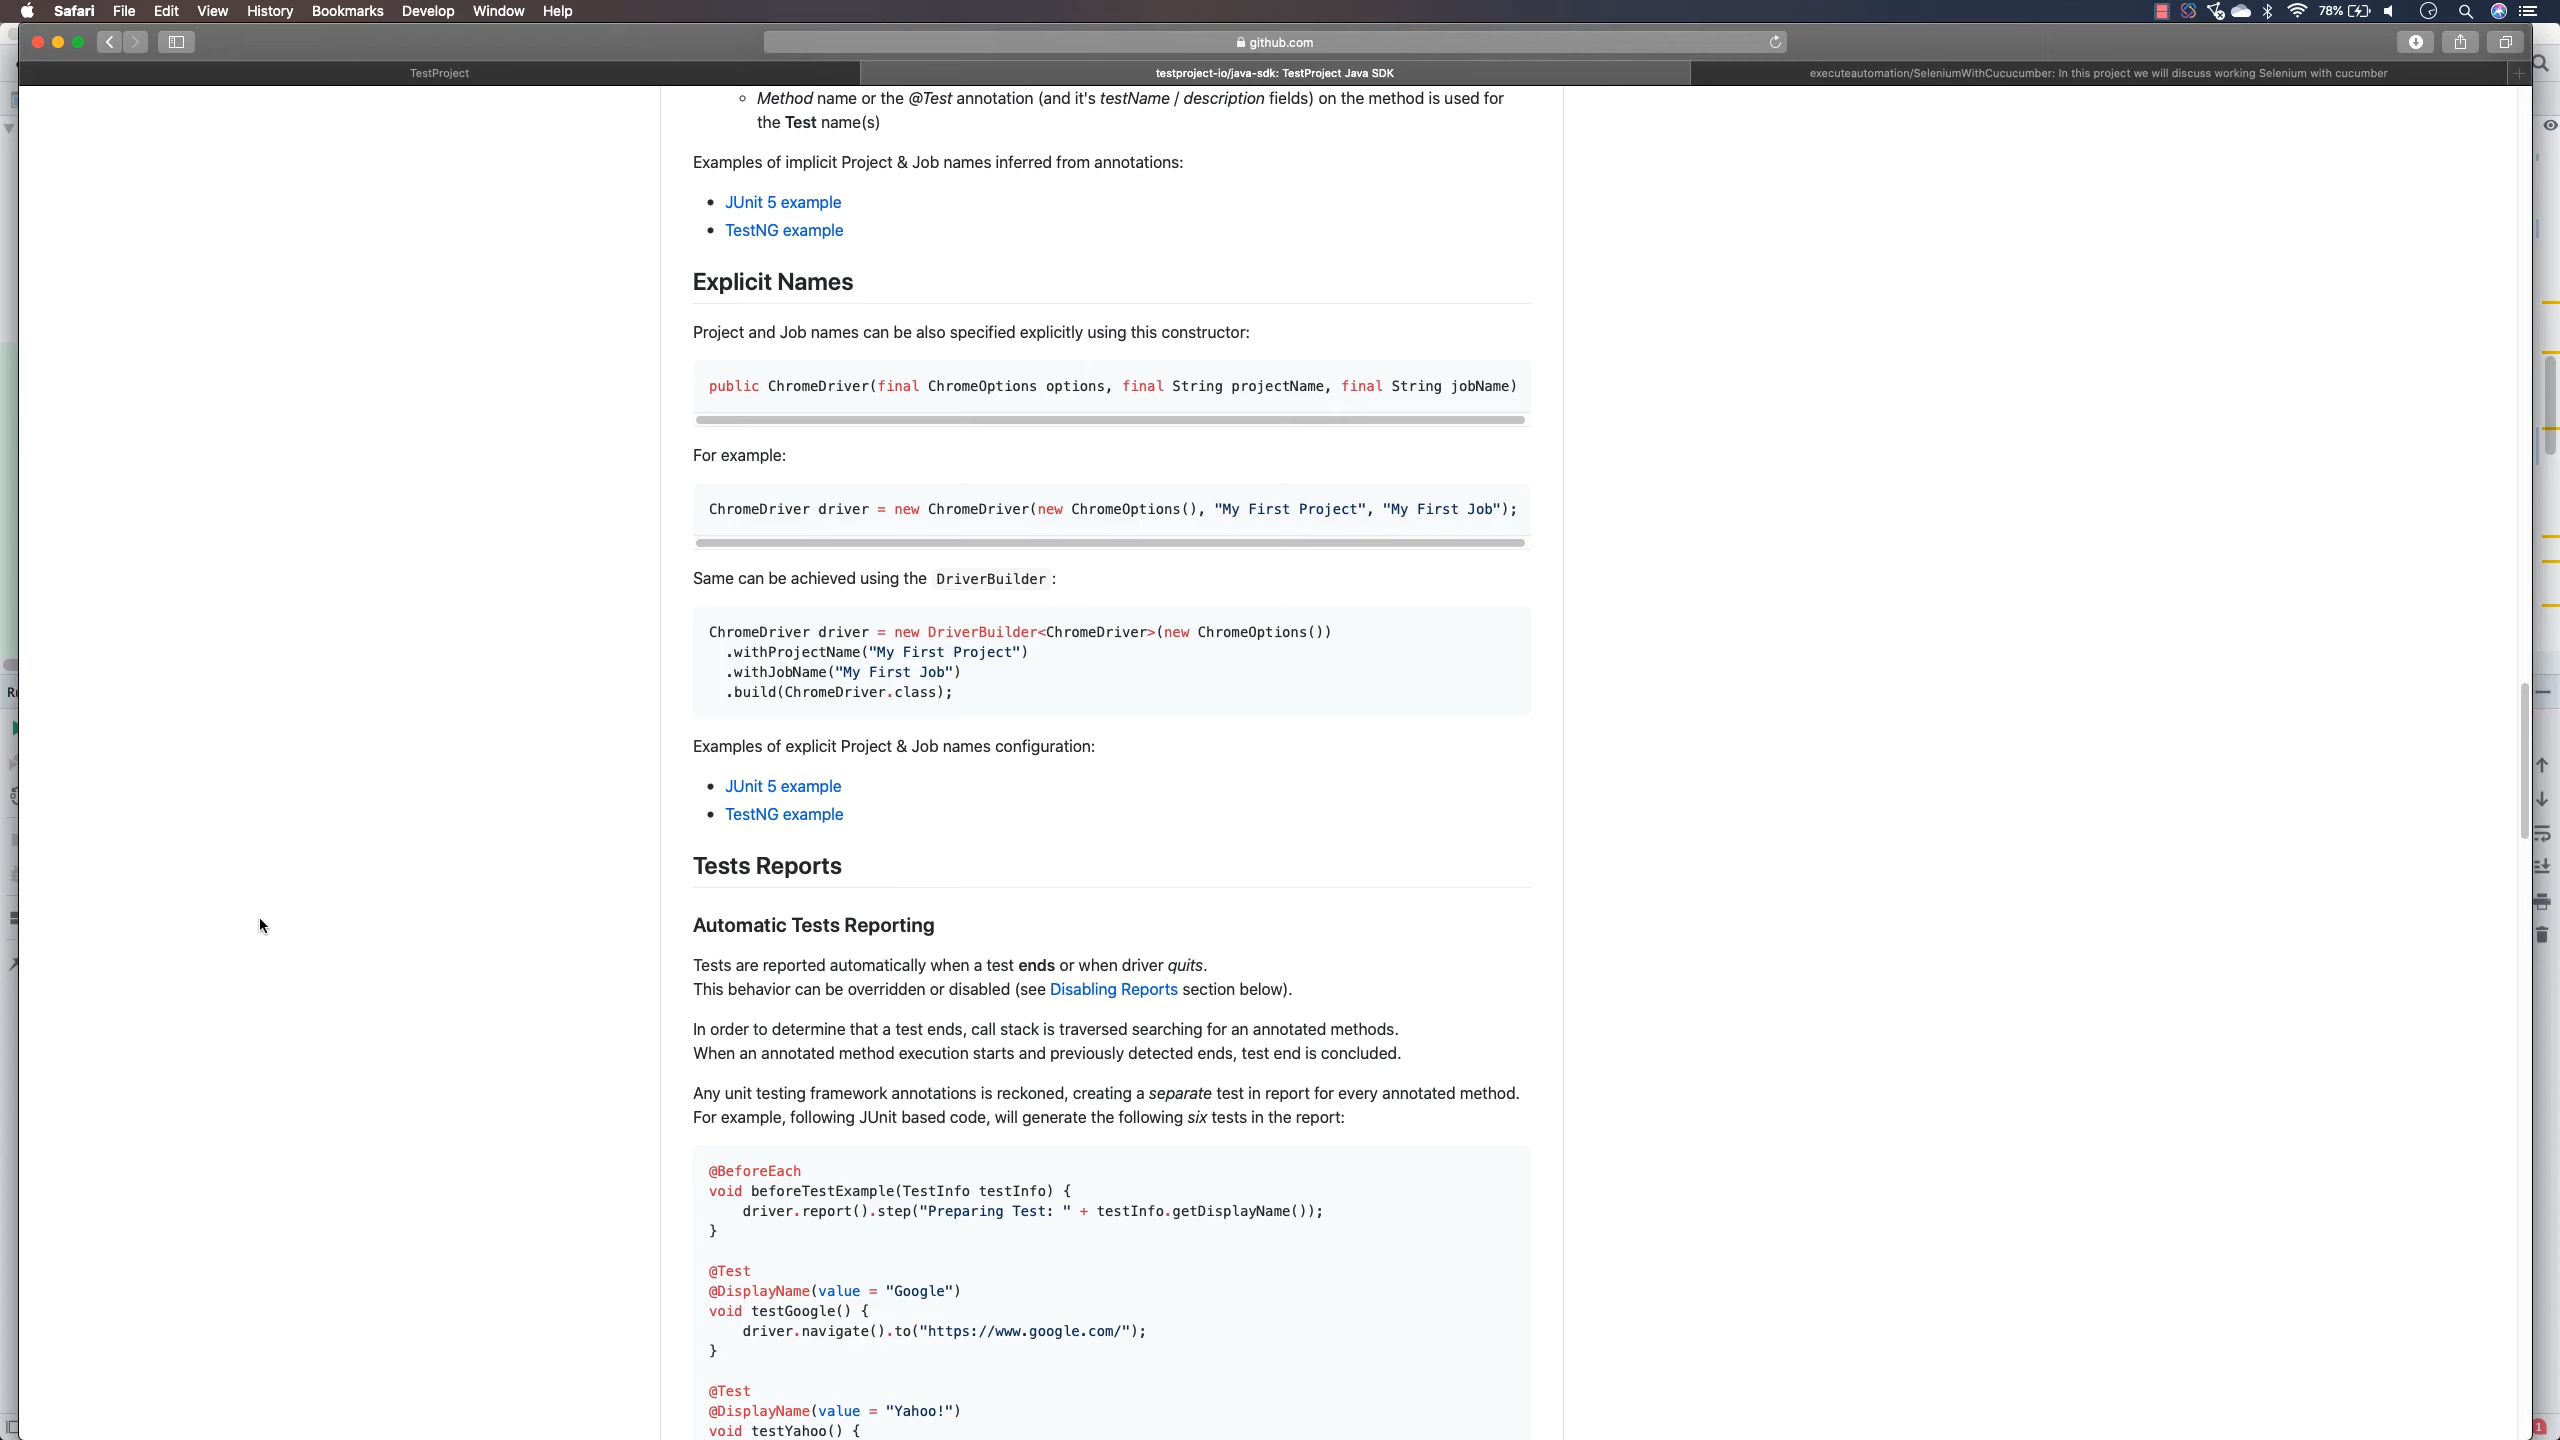 Safari File Edit View History Bookmarks Develop Window Help
78%
github.com
TestProject
testproject-io/java-sdk: TestProject Java SDK
executeautomation/SeleniumWithCucucumber: In this project we will discuss working Selenium with cucumber
Method name or the @Test annotation (and it's testName / description fields) on the method is used for
the Test name(s)
Examples of implicit Project & Job names inferred from annotations:
JUnit 5 example
TestNG example
Explicit Names
Project and Job names can be also specified explicitly using this constructor:
public ChromeDriver(final ChromeOptions options, final String projectName, final String jobName)
For example:
ChromeDriver driver = new ChromeDriver(new ChromeOptions(), "My First Project", "My First Job");
Same can be achieved using the DriverBuilder :
ChromeDriver driver = new DriverBuilder<ChromeDriver>(new ChromeOptions())
.withProjectName("My First Project")
.withJobName("My First Job")
.build(ChromeDriver.class);
Examples of explicit Project & Job names configuration:
JUnit 5 example
TestNG example
Tests Reports
Automatic Tests Reporting
Tests are reported automatically when a test ends or when driver quits.
This behavior can be overridden or disabled (see Disabling Reports section below).
In order to determine that a test ends, call stack is traversed searching for an annotated methods.
When an annotated method execution starts and previously detected ends, test end is concluded.
Any unit testing framework annotations is reckoned, creating a separate test in report for every annotated method.
For example, following JUnit based code, will generate the following six tests in the report:
@BeforeEach
void beforeTestExample(TestInfo testInfo) {
driver.report().step("Preparing Test: " + testInfo.getDisplayName());
}
@Test
@DisplayName(value = "Google")
void testGoogle() {
driver.navigate().to("https://www.google.com/");
}
@Test
@DisplayName(value = "Yahoo!")
void testYahoo() {
1